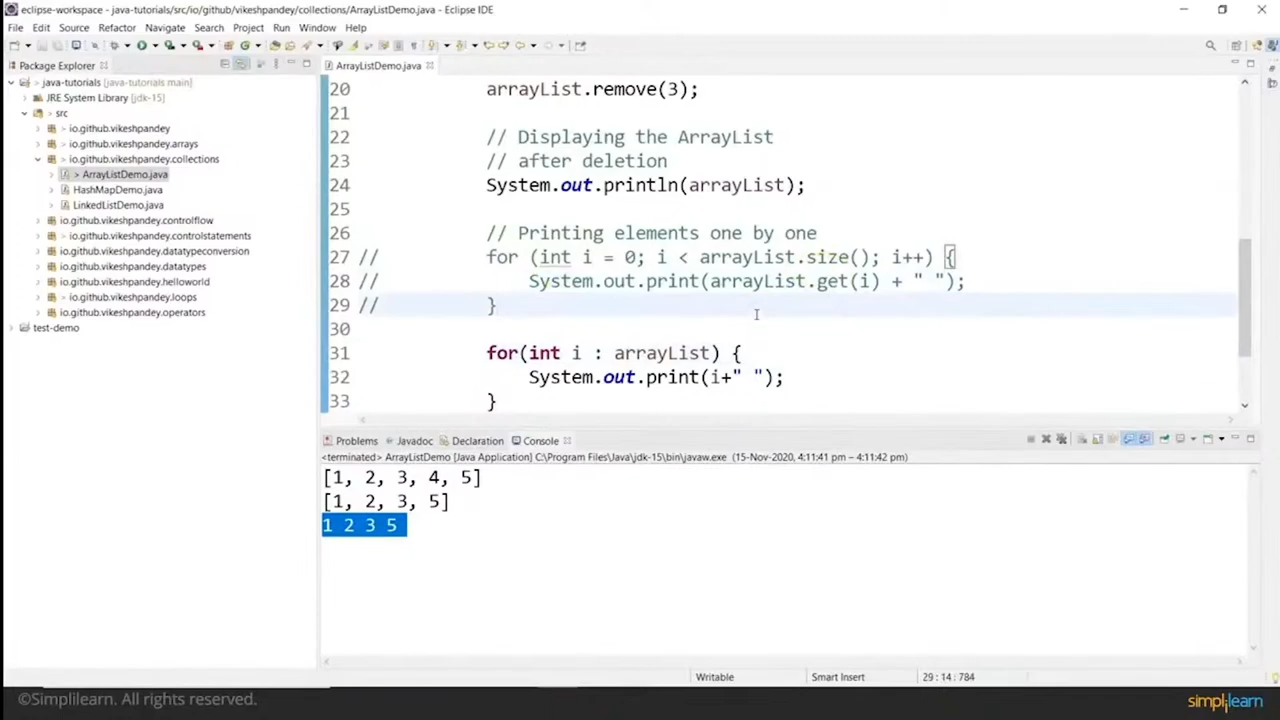 eclipse-workspace - java-tutorials/src/io/github/vikeshpandey/collections/ArrayListDemo.java - Eclipse IDE
File Edit Source Refactor Navigate Search Project Run Window Help
Package Explorer
java-tutorials [java-tutorials main]
JRE System Library [jdk-15]
> src
> io.github.vikeshpandey
> io.github.vikeshpandey.arrays
> io.github.vikeshpandey.collections
> ArrayListDemo.java
HashMapDemo.java
LinkedListDemo.java
io.github.vikeshpandey.controlflow
> io.github.vikeshpandey.controlstatements
io.github.vikeshpandey.datatypeconversion
io.github.vikeshpandey.datatypes
io.github.vikeshpandey.helloworld
> io.github.vikeshpandey.loops
io.github.vikeshpandey.operators
test-demo
ArrayListDemo.java
20 arrayList.remove(3);
21
22 // Displaying the ArrayList
23 // after deletion
24 System.out.println(arrayList);
25
26 // Printing elements one by one
27 // for (int i = 0; i < arrayList.size(); i++) {
28 // System.out.print(arrayList.get(i) + " ");
29 // }
30
31 for(int i : arrayList) {
32 System.out.print(i+" ");
33 }
Problems Javadoc Declaration Console
<terminated> ArrayListDemo [Java Application] C:\Program Files\Java\jdk-15\bin\javaw.exe (15-Nov-2020, 4:11:41 pm – 4:11:42 pm)
[1, 2, 3, 4, 5]
[1, 2, 3, 5]
1 2 3 5
Writable Smart Insert 29 : 14 : 784
©Simplilearn. All rights reserved.
simplilearn